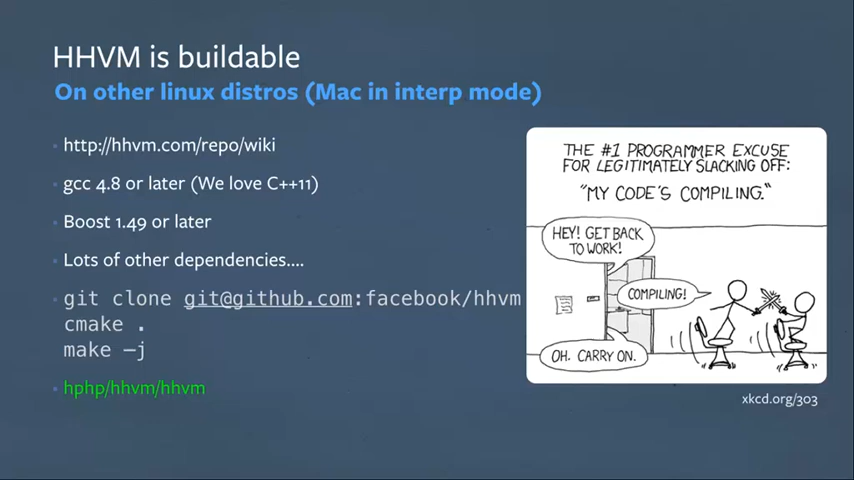 HHVM is buildable
On other linux distros (Mac in interp mode)
http://hhvm.com/repo/wiki
gcc 4.8 or later (We love C++11)
Boost 1.49 or later
Lots of other dependencies....
git clone git@github.com:facebook/hhvm
cmake .
make –j
hphp/hhvm/hhvm
THE #1 PROGRAMMER EXCUSE
FOR LEGITIMATELY SLACKING OFF:
"MY CODE'S COMPILING."
HEY! GET BACK
TO WORK!
COMPILING!
OH. CARRY ON.
xkcd.org/303